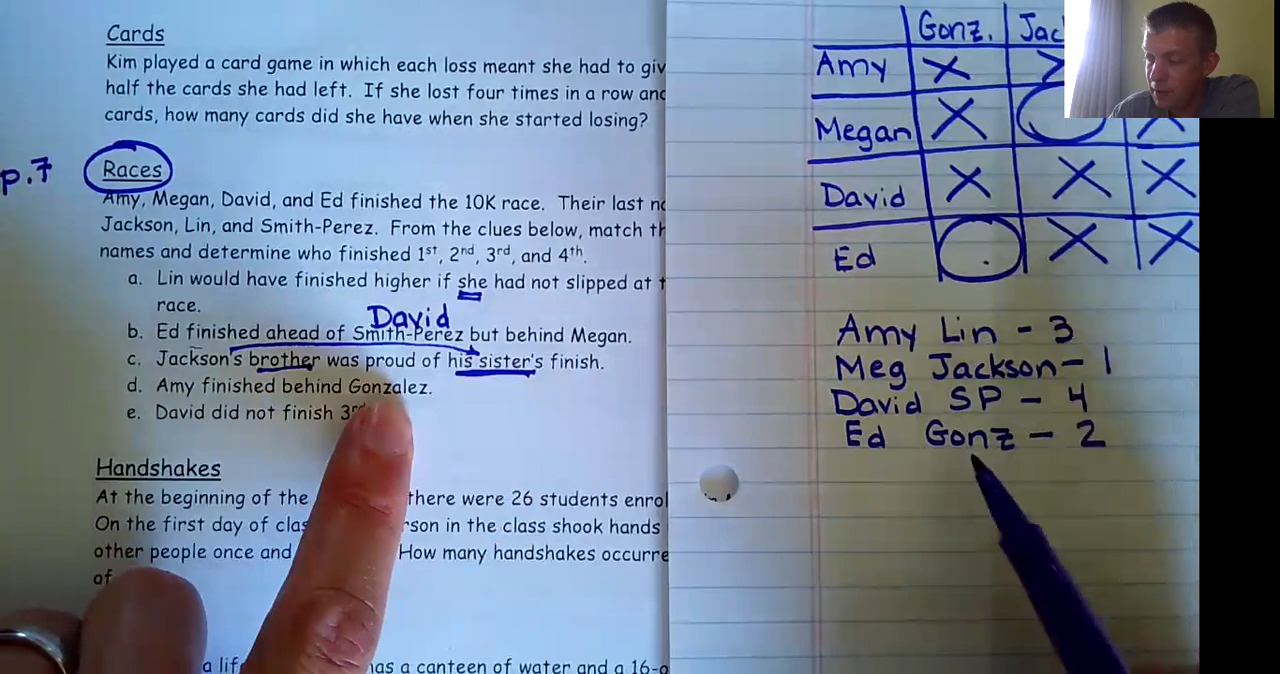 Cards
Kim played a card game in which each loss meant she had to giv
half the cards she had left. If she lost four times in a row and
cards, how many cards did she have when she started losing?
p.7
Races
Amy, Megan, David, and Ed finished the 10K race. Their last
Jackson, Lin, and Smith-Perez. From the clues below, match th
names and determine who finished 1st, 2nd, 3rd, and 4th.
a. Lin would have finished higher if she had not slipped at t
race.
David
b. Ed finished ahead of Smith-Perez but behind Megan.
c. Jackson's brother was proud of his sister's finish.
d. Amy finished behind Gonzalez.
e. David did not finish 3rd
Handshakes
At the beginning of the there were 26 students enrol
On the first day of clas rson in the class shook hands
other people once and How many handshakes occurre
of
a lif has a canteen of water and a 16-o
Gonz. Jac
Amy X X
Megan X X
David X X X
Ed X X
Amy Lin - 3
Meg Jackson - 1
David SP - 4
Ed Gonz - 2